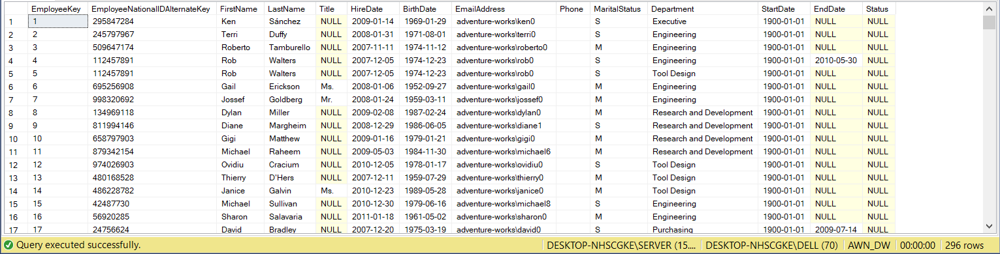 EmployeeKey EmployeeNationalIDAlternateKey FirstName LastName Title HireDate BirthDate EmailAddress Phone MaritalStatus Department StartDate EndDate Status
1 1 295847284 Ken Sánchez NULL 2009-01-14 1969-01-29 adventure-works\ken0 S Executive 1900-01-01 NULL NULL
2 2 245797967 Terri Duffy NULL 2008-01-31 1971-08-01 adventure-works\terri0 S Engineering 1900-01-01 NULL NULL
3 3 509647174 Roberto Tamburello NULL 2007-11-11 1974-11-12 adventure-works\roberto0 M Engineering 1900-01-01 NULL NULL
4 4 112457891 Rob Walters NULL 2007-12-05 1974-12-23 adventure-works\rob0 S Engineering 1900-01-01 2010-05-30 NULL
5 5 112457891 Rob Walters NULL 2007-12-05 1974-12-23 adventure-works\rob0 S Tool Design 1900-01-01 NULL NULL
6 6 695256908 Gail Erickson Ms. 2008-01-06 1952-09-27 adventure-works\gail0 M Engineering 1900-01-01 NULL NULL
7 7 998320692 Jossef Goldberg Mr. 2008-01-24 1959-03-11 adventure-works\jossef0 M Engineering 1900-01-01 NULL NULL
8 8 134969118 Dylan Miller NULL 2009-02-08 1987-02-24 adventure-works\dylan0 M Research and Development 1900-01-01 NULL NULL
9 9 811994146 Diane Margheim NULL 2008-12-29 1986-06-05 adventure-works\diane1 S Research and Development 1900-01-01 NULL NULL
10 10 658797903 Gigi Matthew NULL 2009-01-16 1979-01-21 adventure-works\gigi0 M Research and Development 1900-01-01 NULL NULL
11 11 879342154 Michael Raheem NULL 2009-05-03 1984-11-30 adventure-works\michael6 M Research and Development 1900-01-01 NULL NULL
12 12 974026903 Ovidiu Cracium NULL 2010-12-05 1978-01-17 adventure-works\ovidiu0 S Tool Design 1900-01-01 NULL NULL
13 13 480168528 Thierry D'Hers NULL 2007-12-11 1959-07-29 adventure-works\thierry0 M Tool Design 1900-01-01 NULL NULL
14 14 486228782 Janice Galvin Ms. 2010-12-23 1989-05-28 adventure-works\janice0 M Tool Design 1900-01-01 NULL NULL
15 15 42487730 Michael Sullivan NULL 2010-12-30 1979-06-16 adventure-works\michael8 S Engineering 1900-01-01 NULL NULL
16 16 56920285 Sharon Salavaria NULL 2011-01-18 1961-05-02 adventure-works\sharon0 M Engineering 1900-01-01 NULL NULL
17 17 24756624 David Bradley NULL 2007-12-20 1975-03-19 adventure-works\david0 S Purchasing 1900-01-01 2009-07-14 NULL
Query executed successfully. DESKTOP-NHSCGKE\SERVER (15.... DESKTOP-NHSCGKE\DELL (70) AWN_DW 00:00:00 296 rows